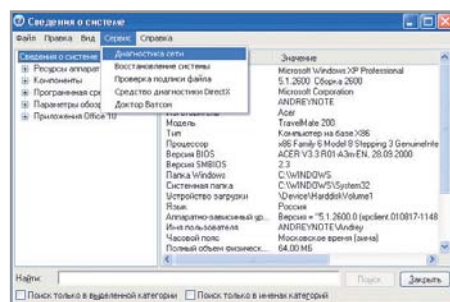 Сведения о системе
Файл Правка Вид Сервис Справка
Диагностика сети
Восстановление системы
Проверка подписи файла
Средство диагностики DirectX
Доктор Ватсон
Сведения о системе
Ресурсы аппарат
Компоненты
Программная сре
Параметры обозр
Приложения Office 10
Значение
Microsoft Windows XP Professional
5.1.2600 Сборка 2600
Microsoft Corporation
ANDREYNOTE
Acer
Модель TravelMate 200
Тип Компьютер на базе X86
Процессор x86 Family 6 Model 8 Stepping 3 GenuineInte
Версия BIOS ACER V3.3 R01-A3m-EN, 28.09.2000
Версия SMBIOS 2.3
Папка Windows C:\WINDOWS
Системная папка C:\WINDOWS\System32
Устройство загрузки \Device\HarddiskVolume1
Язык Россия
Аппаратно-зависимый ур... Версия = "5.1.2600.0 (xpclient.010817-1148
Имя пользователя ANDREYNOTE\Andrey
Часовой пояс Московское время (зима)
Полный объем физическ... 64,00 МБ
Найти: Поиск Закрыть
Поиск только в выделенной категории Поиск только в именах категорий